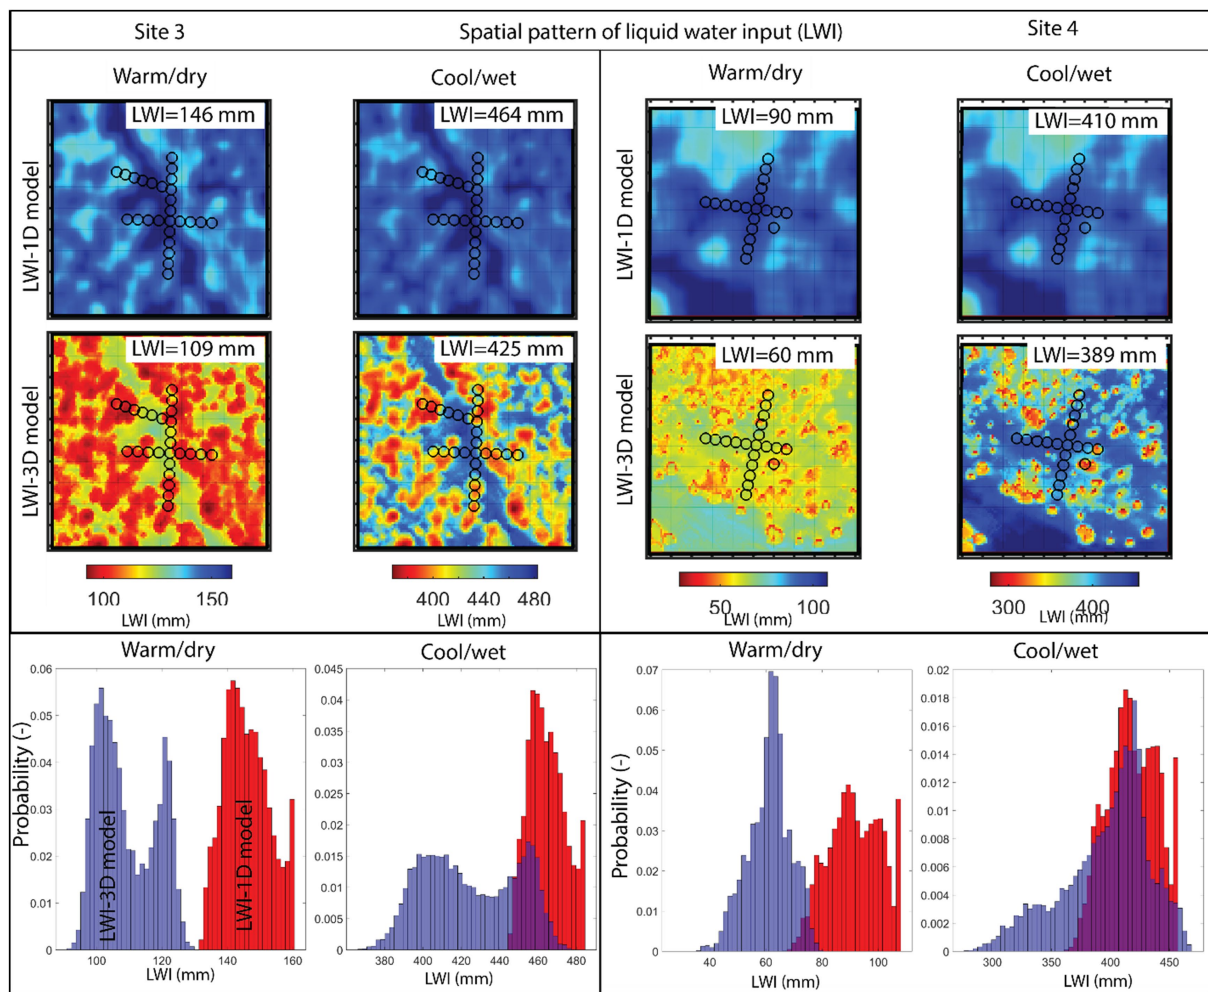 Site 3
Spatial pattern of liquid water input (LWI)
Site 4
Warm/dry
Cool/wet
Warm/dry
Cool/wet
LWI-1D model
LWI=146 mm
LWI=464 mm
LWI-1D model
LWI=90 mm
LWI=410 mm
LWI-3D model
LWI=109 mm
LWI=425 mm
LWI-3D model
LWI=60 mm
LWI=389 mm
100 150
LWI (mm)
400 440 480
LWI (mm)
50 100
LWI (mm)
300 400
LWI (mm)
Warm/dry
Probability (-)
0.06
0.05
0.04
0.03
0.02
0.01
0
LWI-3D model
LWI-1D model
100 120 140 160
LWI (mm)
Cool/wet
0.045
0.04
0.035
0.03
0.025
0.02
0.015
0.01
0.005
0
380 400 420 440 460 480
LWI (mm)
Warm/dry
Probability (-)
0.07
0.06
0.05
0.04
0.03
0.02
0.01
0
40 60 80 100
LWI (mm)
Cool/wet
0.02
0.018
0.016
0.014
0.012
0.01
0.008
0.006
0.004
0.002
0
300 350 400 450
LWI (mm)